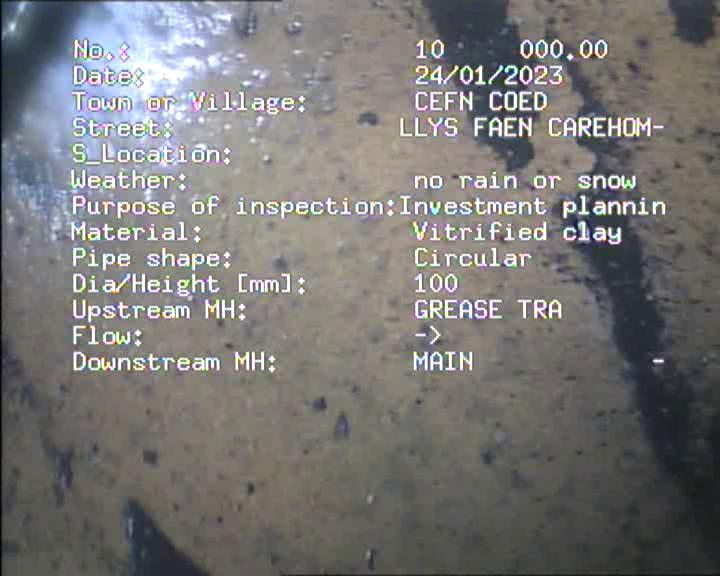 No.: 10 000.00
Date: 24/01/2023
Town or Village: CEFN COED
Street: LLYS FAEN CAREHOM-
S_Location:
Weather: no rain or snow
Purpose of inspection:Investment plannin
Material: Vitrified clay
Pipe shape: Circular
Dia/Height [mm]: 100
Upstream MH: GREASE TRA
Flow: ->
Downstream MH: MAIN -